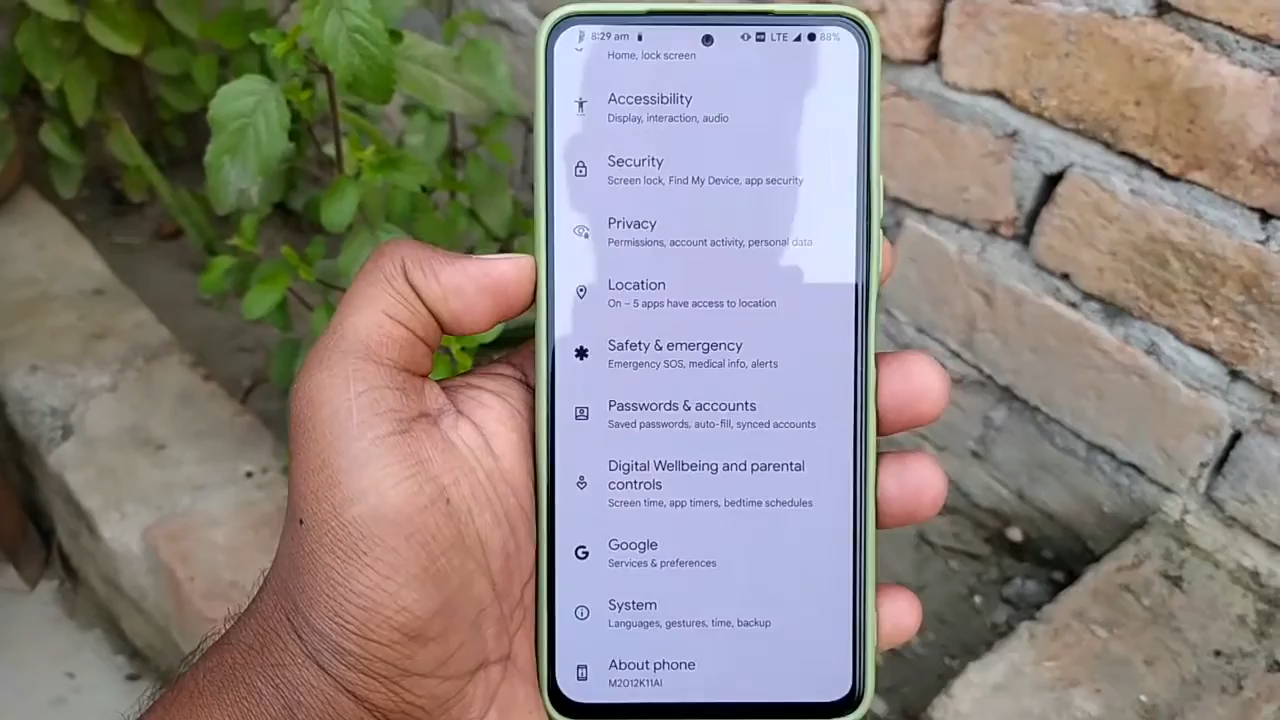 8:29 am LTE 88%
Home, lock screen
Accessibility
Display, interaction, audio
Security
Screen lock, Find My Device, app security
Privacy
Permissions, account activity, personal data
Location
On – 5 apps have access to location
Safety & emergency
Emergency SOS, medical info, alerts
Passwords & accounts
Saved passwords, auto-fill, synced accounts
Digital Wellbeing and parental
controls
Screen time, app timers, bedtime schedules
Google
Services & preferences
System
Languages, gestures, time, backup
About phone
M2012K11AI